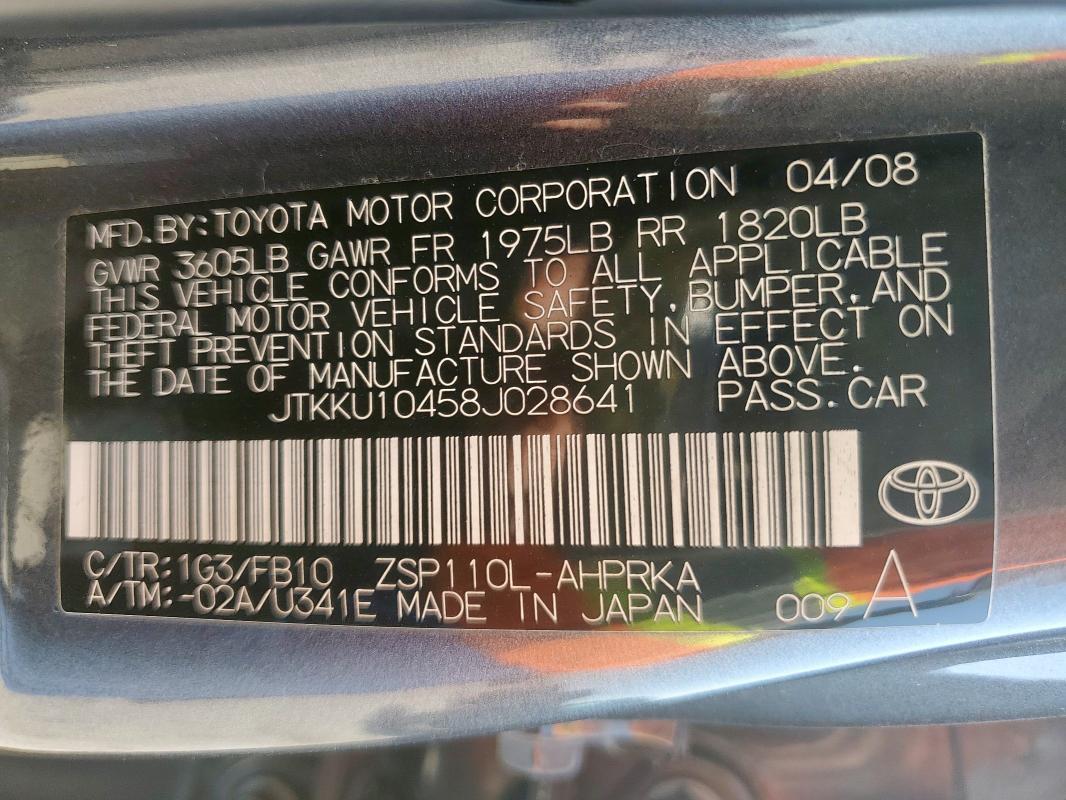 MFD.BY:TOYOTA MOTOR CORPORATION 04/08
GVWR 3605LB GAWR FR 1975LB RR 1820LB
THIS VEHICLE CONFORMS TO ALL APPLICABLE
FEDERAL MOTOR VEHICLE SAFETY,BUMPER,AND
THEFT PREVENTION STANDARDS IN EFFECT ON
THE DATE OF MANUFACTURE SHOWN ABOVE.
JTKKU10458J028641 PASS.CAR
C/TR:1G3/FB10 ZSP110L-AHPRKA
A/TM:-02A/U341E MADE IN JAPAN 009 A